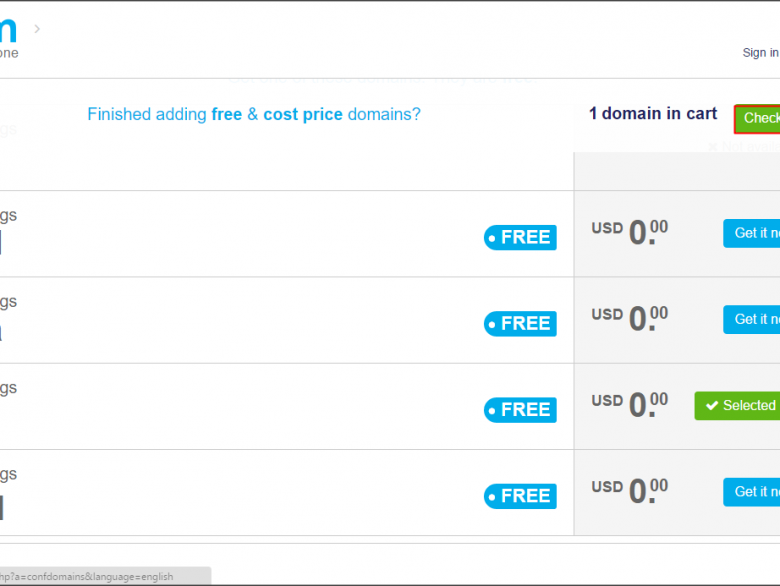 m
one
Sign in
Finished adding free & cost price domains?
1 domain in cart
Check
gs
FREE
USD 0.00
Get it n
gs
FREE
USD 0.00
Get it n
gs
FREE
USD 0.00
Selected
gs
FREE
USD 0.00
Get it n
hp?a=confdomains&language=english